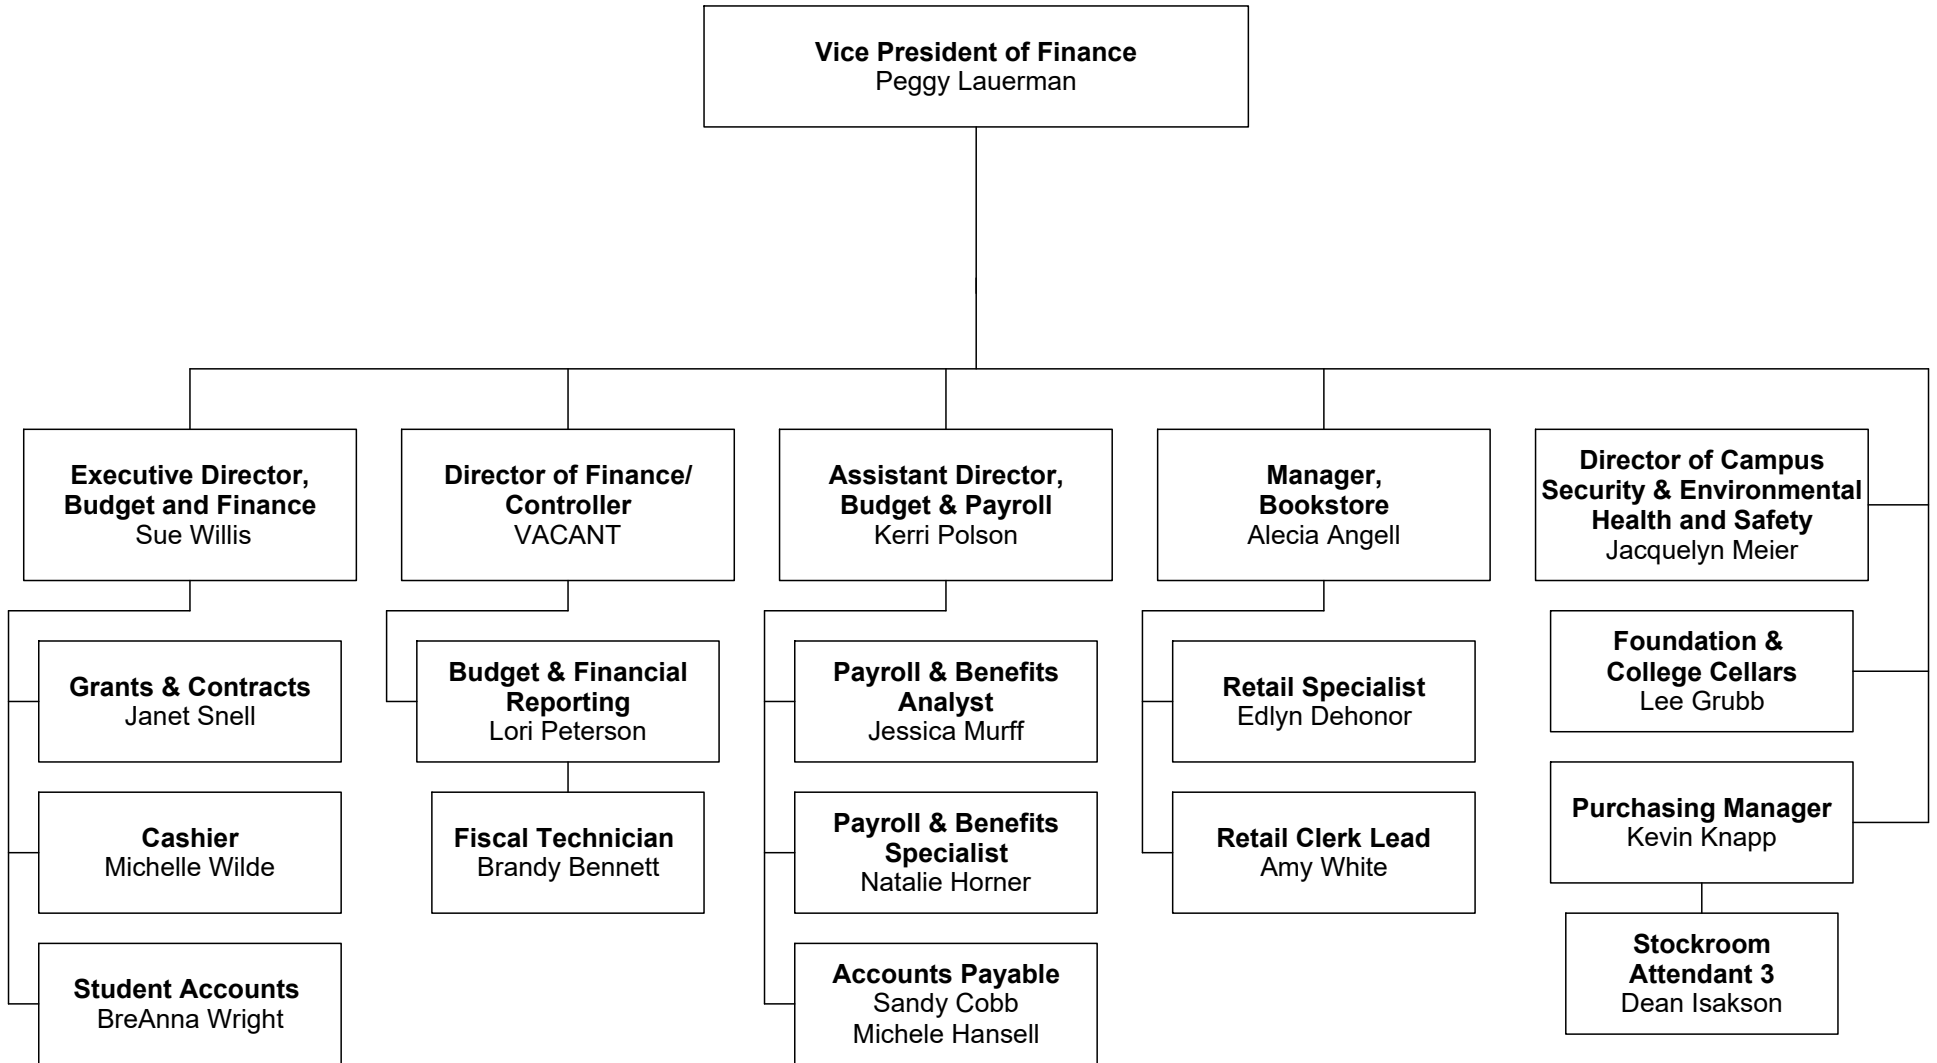 Vice President of Finance
Peggy Lauerman
Executive Director,
Budget and Finance
Sue Willis
Director of Finance/
Controller
VACANT
Assistant Director,
Budget & Payroll
Kerri Polson
Manager,
Bookstore
Alecia Angell
Director of Campus
Security & Environmental
Health and Safety
Jacquelyn Meier
Grants & Contracts
Janet Snell
Budget & Financial
Reporting
Lori Peterson
Payroll & Benefits
Analyst
Jessica Murff
Retail Specialist
Edlyn Dehonor
Foundation &
College Cellars
Lee Grubb
Cashier
Michelle Wilde
Fiscal Technician
Brandy Bennett
Payroll & Benefits
Specialist
Natalie Horner
Retail Clerk Lead
Amy White
Purchasing Manager
Kevin Knapp
Student Accounts
BreAnna Wright
Accounts Payable
Sandy Cobb
Michele Hansell
Stockroom
Attendant 3
Dean Isakson